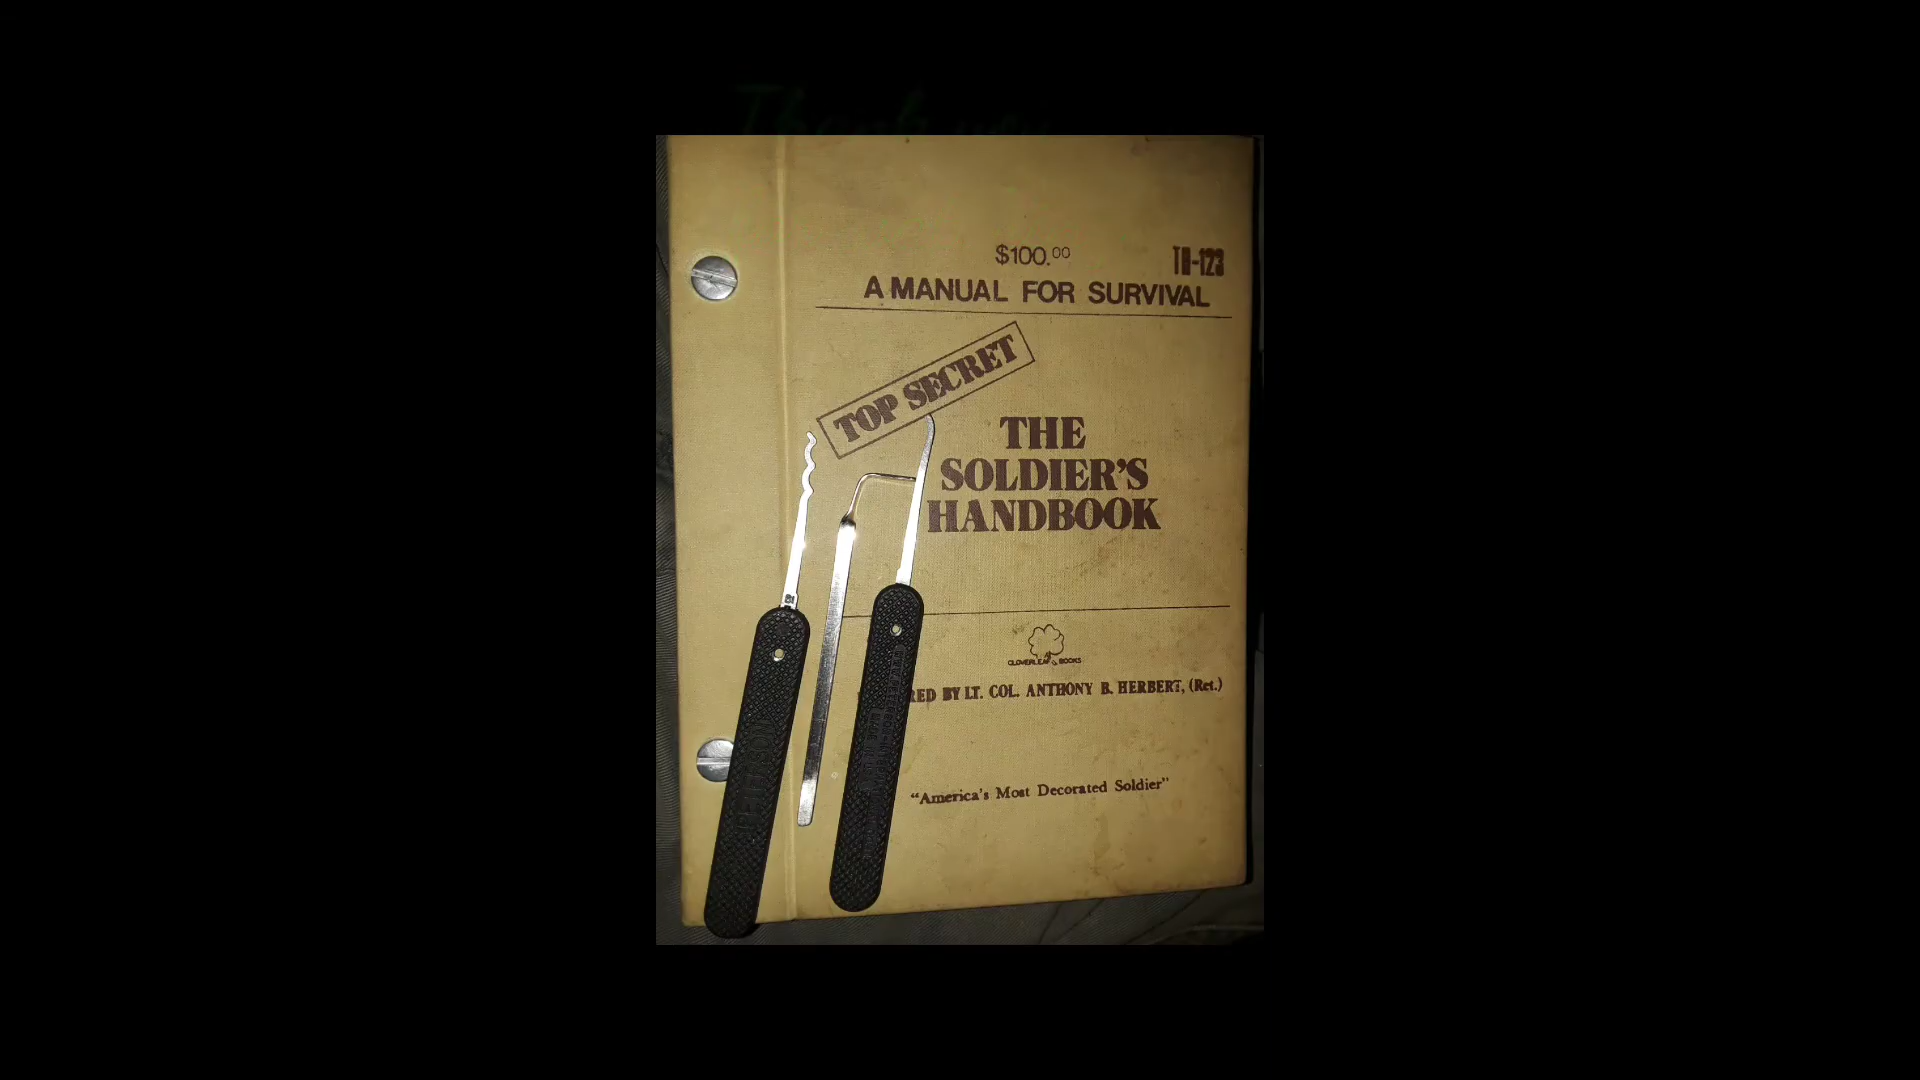 $100.00
TB-123
A MANUAL FOR SURVIVAL
TOP SECRET
THE
SOLDIER'S
HANDBOOK
CLOVERLEAF BOOKS
BY LT. COL. ANTHONY B. HERBERT, (Ret.)
"America's Most Decorated Soldier"